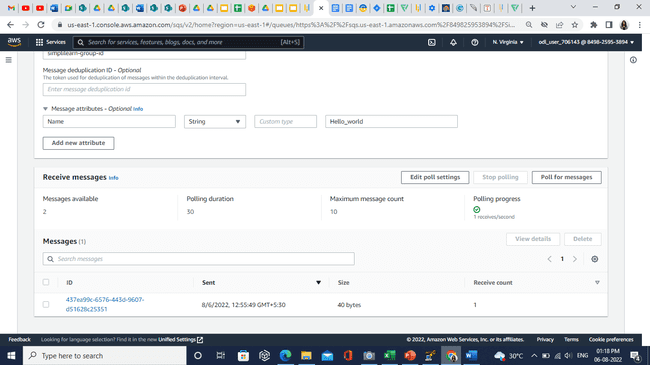 us-east-1.console.aws.amazon.com/sqs/v2/home?region=us-east-1#/queues/https%3A%2F%2Fsqs.us-east-1.amazonaws.com%2F849825953894%2FSi...
aws
Services
Search for services, features, blogs, docs, and more
[Alt+S]
N. Virginia
odl_user_706143 @ 8498-2595-3894
simplilearn-group-id
Message deduplication ID - Optional
The token used for deduplication of messages within the deduplication interval.
Enter message deduplication id
Message attributes - Optional Info
Name
String
Custom type
Hello_world
Add new attribute
Receive messages Info
Edit poll settings
Stop polling
Poll for messages
Messages available
Polling duration
Maximum message count
Polling progress
2
30
10
1 receives/second
Messages (1)
View details
Delete
Search messages
1
ID
Sent
Size
Receive count
437ea99c-6576-443d-9607-
d51628c25351
8/6/2022, 12:55:49 GMT+5:30
40 bytes
1
Feedback
Looking for language selection? Find it in the new Unified Settings
© 2022, Amazon Web Services, Inc. or its affiliates.
Privacy
Terms
Cookie preferences
Type here to search
30°C
ENG
01:18 PM
06-08-2022